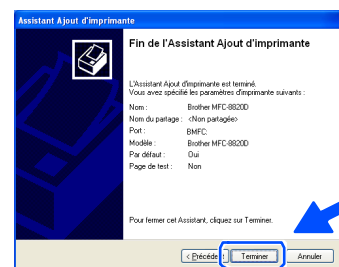 Assistant Ajout d'imprimante
Fin de l'Assistant Ajout d'imprimante
L'Assistant Ajout d'imprimante est terminé.
Vous avez spécifié les paramètres d'imprimante suivants :
Nom : Brother MFC-8820D
Nom du partage : <Non partagée>
Port : BMFC:
Modèle : Brother MFC-8820D
Par défaut : Oui
Page de test : Non
Pour fermer cet Assistant, cliquez sur Terminer.
< Précédent Terminer Annuler